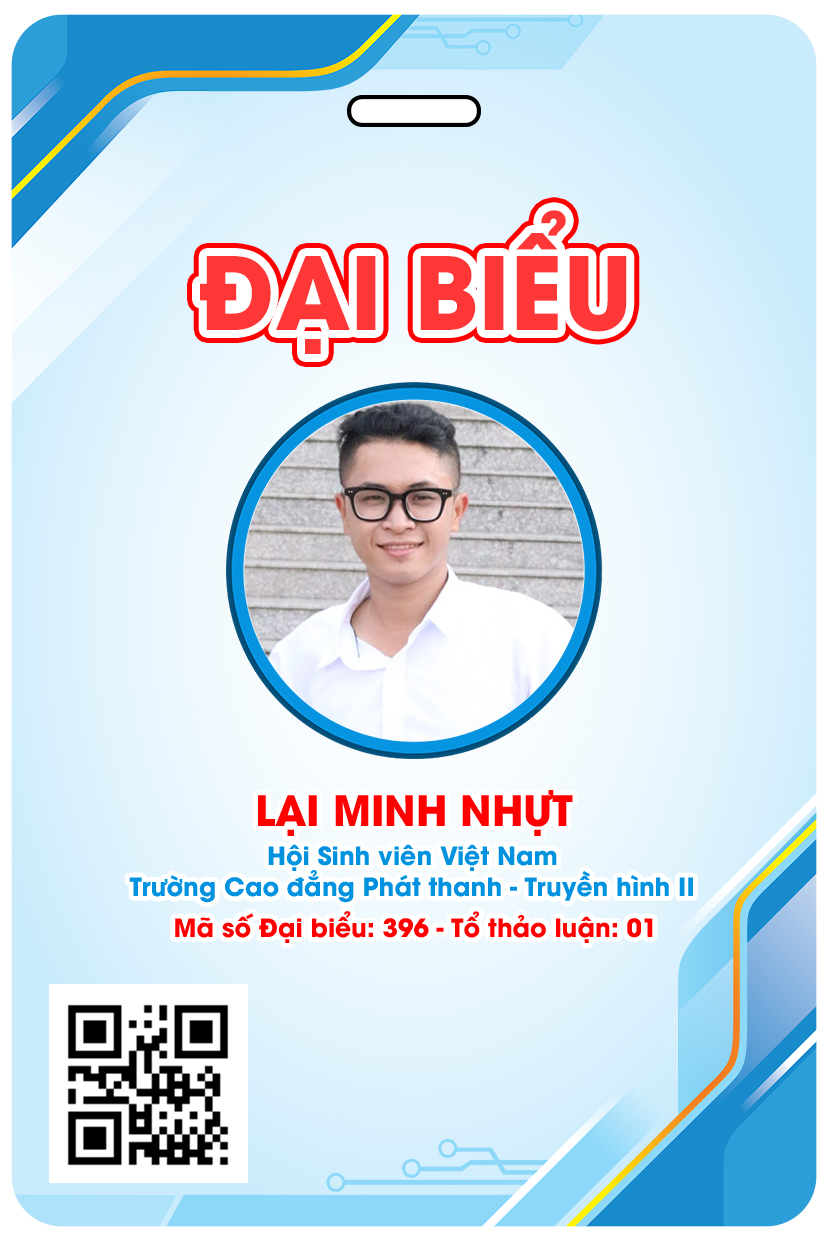 ĐẠI BIỂU
LẠI MINH NHỰT
Hội Sinh viên Việt Nam
Trường Cao đẳng Phát thanh - Truyền hình II
Mã số Đại biểu: 396 - Tổ thảo luận: 01